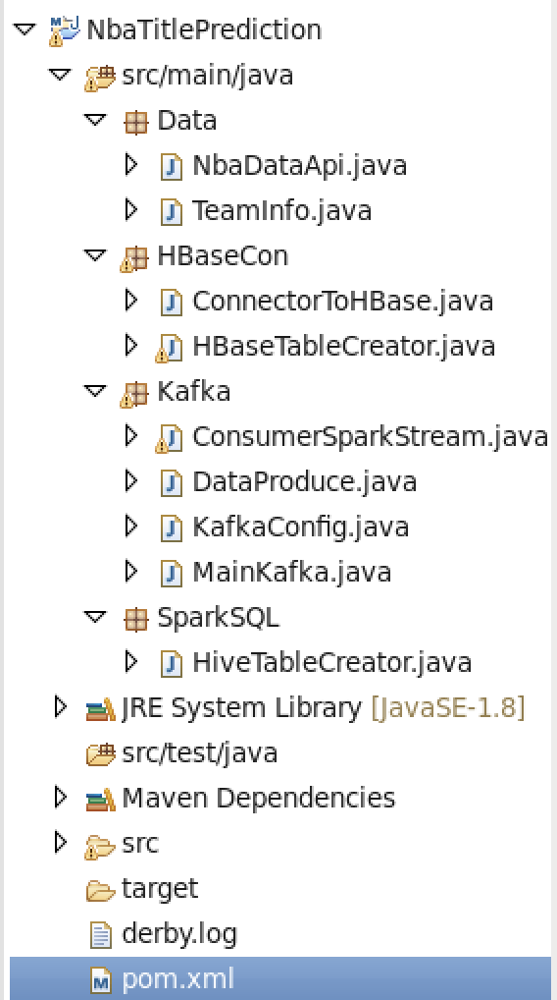 NbaTitlePrediction
src/main/java
Data
NbaDataApi.java
TeamInfo.java
HBaseCon
ConnectorToHBase.java
HBaseTableCreator.java
Kafka
ConsumerSparkStream.java
DataProduce.java
KafkaConfig.java
MainKafka.java
SparkSQL
HiveTableCreator.java
JRE System Library [JavaSE-1.8]
src/test/java
Maven Dependencies
src
target
derby.log
pom.xml